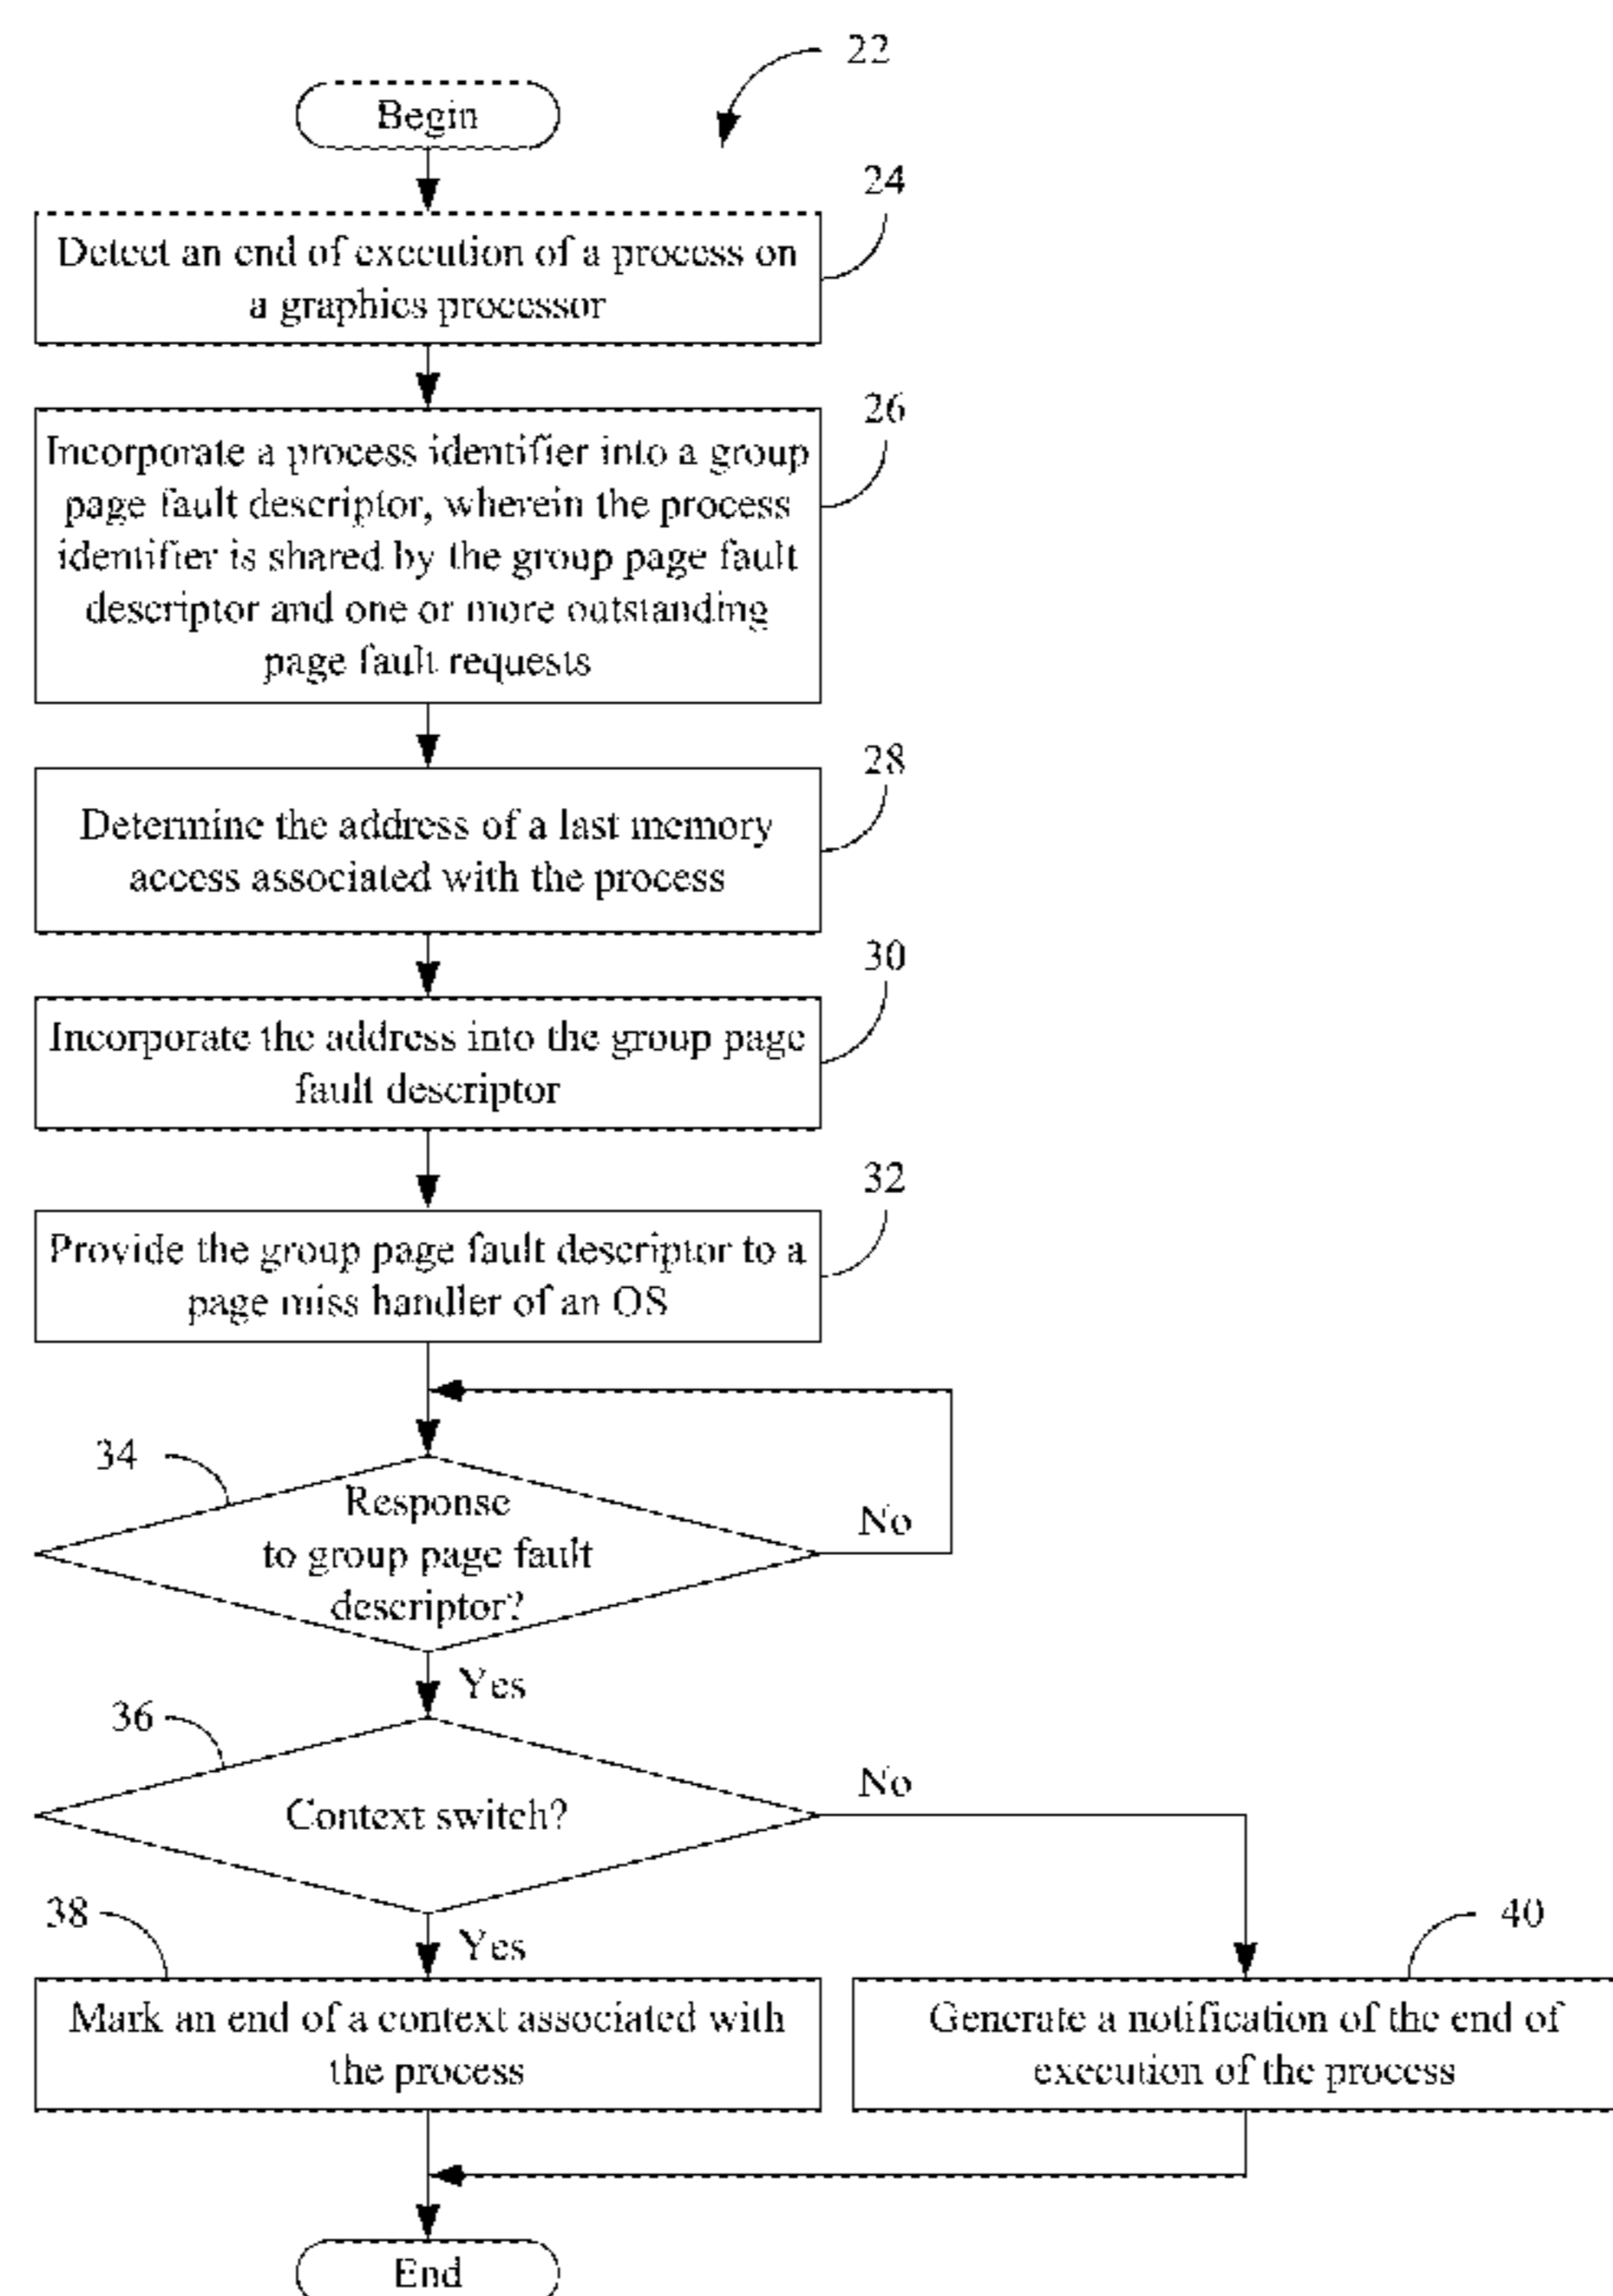 22
Begin
24
Detect an end of execution of a process on
a graphics processor
26
Incorporate a process identifier into a group
page fault descriptor, wherein the process
identifier is shared by the group page fault
descriptor and one or more outstanding
page fault requests
28
Determine the address of a last memory
access associated with the process
30
Incorporate the address into the group page
fault descriptor
32
Provide the group page fault descriptor to a
page miss handler of an OS
34
Response
to group page fault
descriptor?
No
Yes
36
Context switch?
No
Yes
38
Mark an end of a context associated with
the process
40
Generate a notification of the end of
execution of the process
End